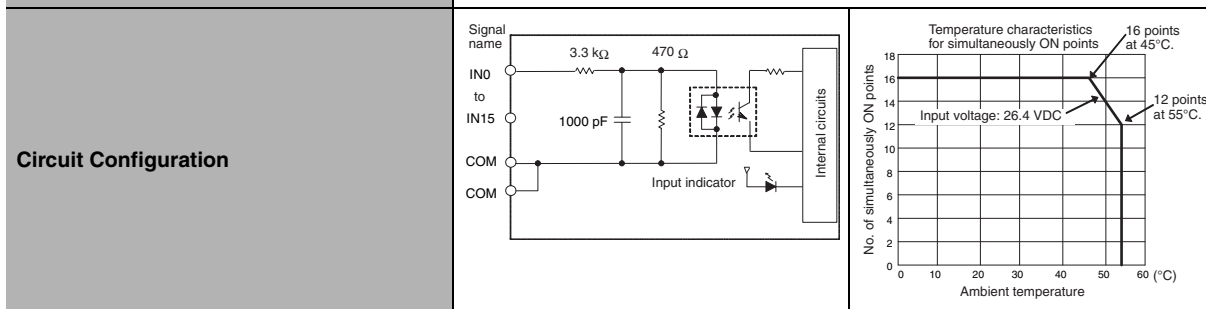 Circuit Configuration
Signal
name
IN0
to
IN15
COM
COM
3.3 kΩ
470 Ω
1000 pF
Input indicator
Internal circuits
Temperature characteristics
for simultaneously ON points
16 points
at 45°C.
12 points
at 55°C.
Input voltage: 26.4 VDC
No. of simultaneously ON points
18
16
14
12
10
8
6
4
2
0
0 10 20 30 40 50 60 (°C)
Ambient temperature